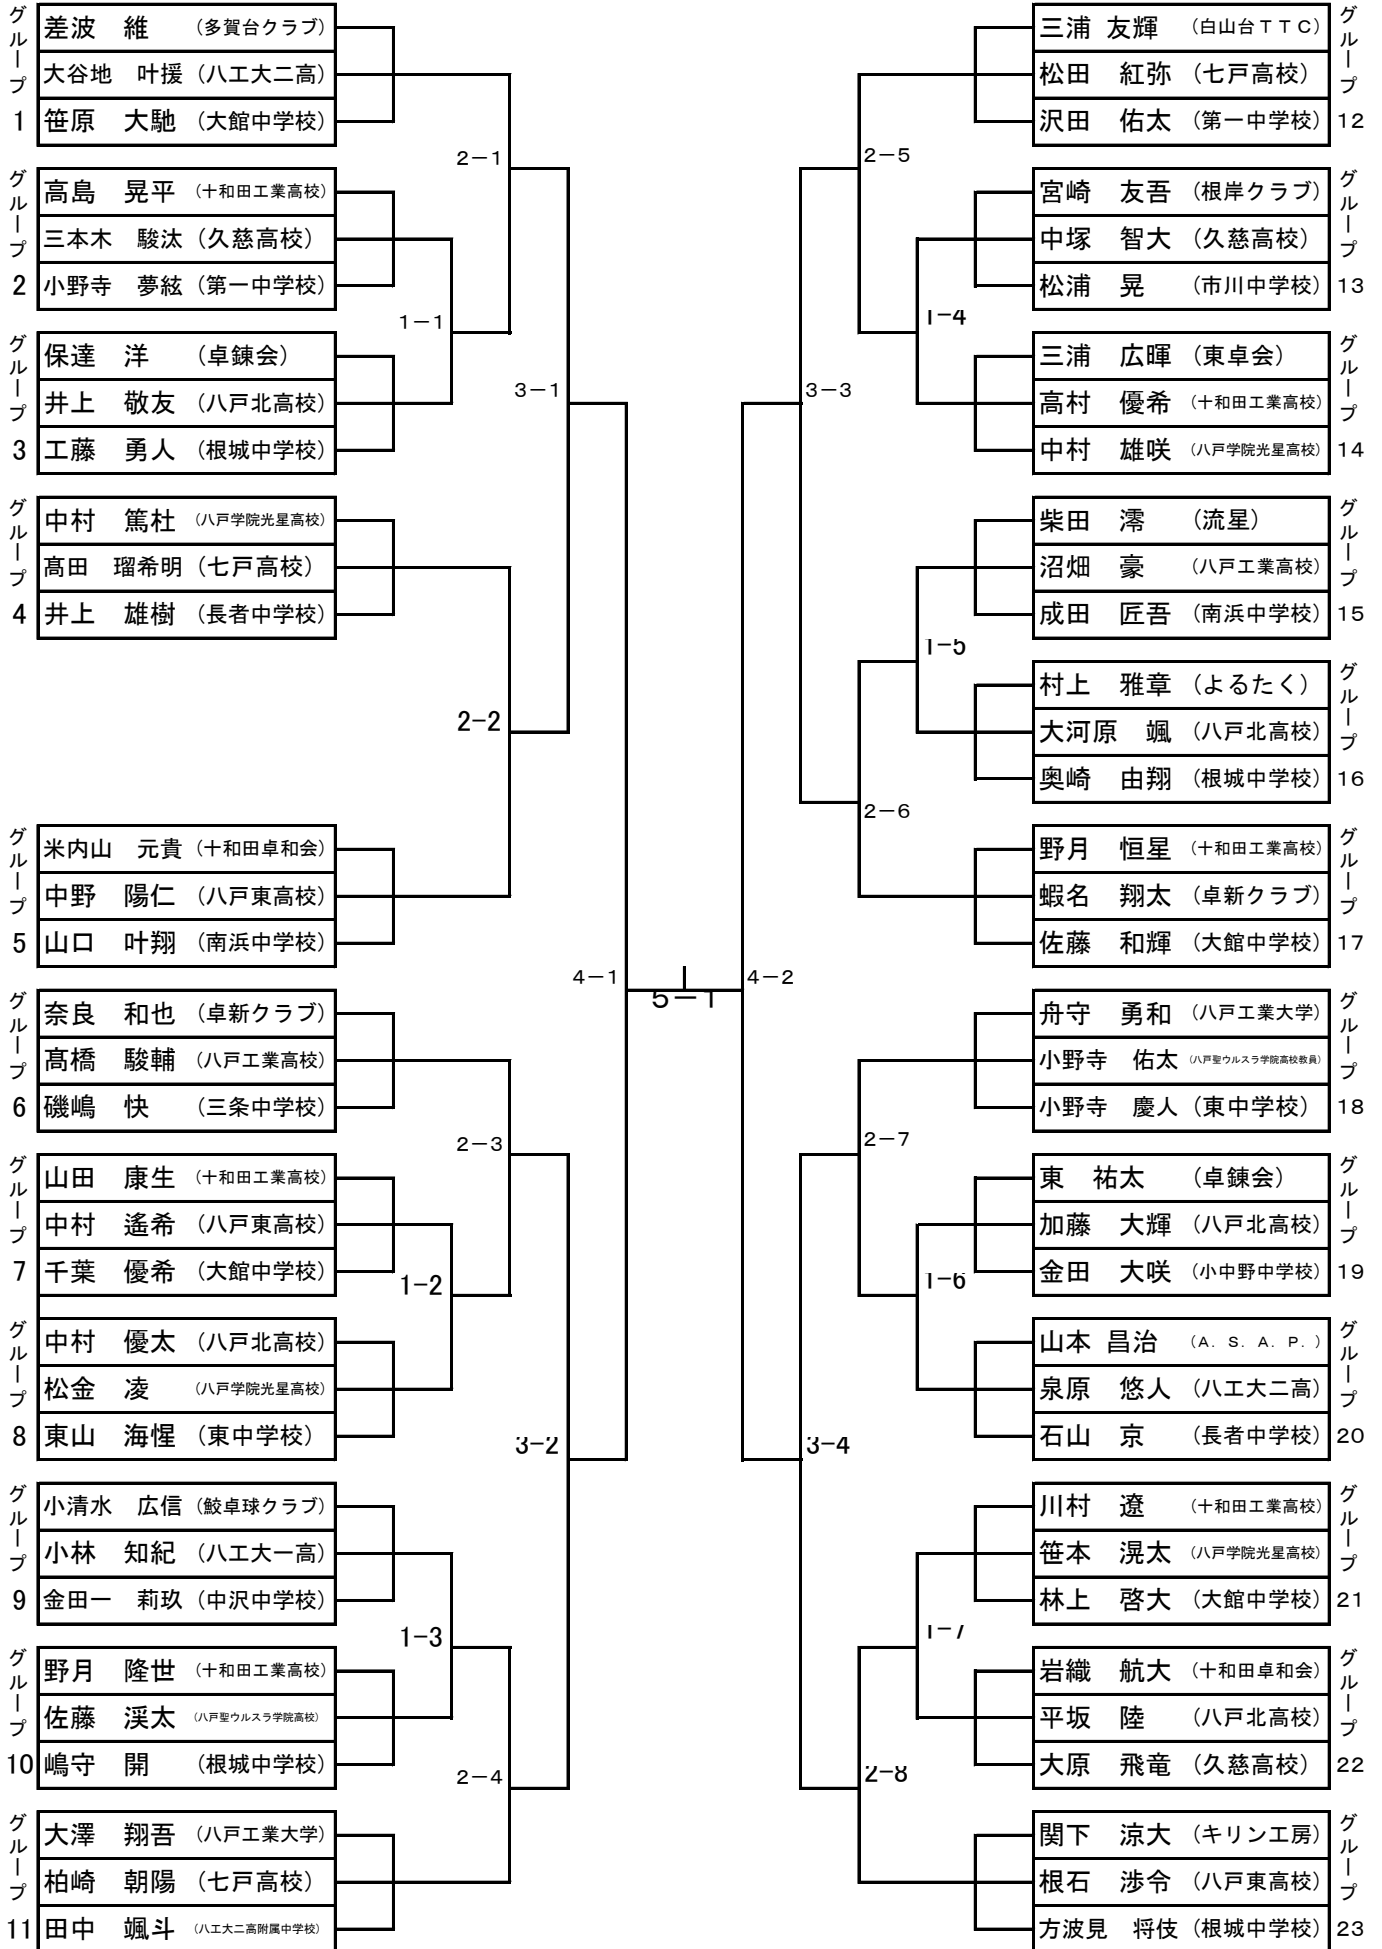 グループ 1
差波　維　（多賀台クラブ）
大谷地　叶援（八工大二高）
笹原　大馳（大館中学校）
2－1
グループ 2
高島　晃平（十和田工業高校）
三本木　駿汰（久慈高校）
小野寺　夢絃（第一中学校）
1－1
グループ 3
保達　洋　（卓錬会）
井上　敬友（八戸北高校）
工藤　勇人（根城中学校）
3－1
グループ 4
中村　篤杜（八戸学院光星高校）
髙田　瑠希明（七戸高校）
井上　雄樹（長者中学校）
2-2
グループ 5
米内山　元貴（十和田卓和会）
中野　陽仁（八戸東高校）
山口　叶翔（南浜中学校）
4－1
グループ 6
奈良　和也（卓新クラブ）
髙橋　駿輔（八戸工業高校）
磯嶋　快　（三条中学校）
2－3
グループ 7
山田　康生（十和田工業高校）
中村　遙希（八戸東高校）
千葉　優希（大館中学校）
1-2
グループ 8
中村　優太（八戸北高校）
松金　凌　（八戸学院光星高校）
東山　海惺（東中学校）
3-2
グループ 9
小清水　広信（鮫卓球クラブ）
小林　知紀（八工大一高）
金田一　莉玖（中沢中学校）
1-3
グループ 10
野月　隆世（十和田工業高校）
佐藤　渓太（八戸聖ウルスラ学院高校）
嶋守　開　（根城中学校）
2－4
グループ 11
大澤　翔吾（八戸工業大学）
柏崎　朝陽（七戸高校）
田中　颯斗（八工大二高附属中学校）
5－1
グループ 12
三浦 友輝　（白山台ＴＴＣ）
松田　紅弥（七戸高校）
沢田　佑太（第一中学校）
2－5
グループ 13
宮崎　友吾（根岸クラブ）
中塚　智大（久慈高校）
松浦　晃　（市川中学校）
1-4
グループ 14
三浦　広暉（東卓会）
高村　優希（十和田工業高校）
中村　雄咲（八戸学院光星高校）
3－3
グループ 15
柴田　澪　（流星）
沼畑　豪　（八戸工業高校）
成田　匠吾（南浜中学校）
1-5
グループ 16
村上　雅章（よるたく）
大河原　颯（八戸北高校）
奥崎　由翔（根城中学校）
2－6
グループ 17
野月　恒星（十和田工業高校）
蝦名　翔太（卓新クラブ）
佐藤　和輝（大館中学校）
4－2
グループ 18
舟守　勇和（八戸工業大学）
小野寺　佑太（八戸聖ウルスラ学院高校教員）
小野寺　慶人（東中学校）
2－7
グループ 19
東　祐太　（卓錬会）
加藤　大輝（八戸北高校）
金田　大咲（小中野中学校）
1-6
グループ 20
山本 昌治　（Ａ．Ｓ．Ａ．Ｐ．）
泉原　悠人（八工大二高）
石山　京　（長者中学校）
3-4
グループ 21
川村　遼　（十和田工業高校）
笹本　滉太（八戸学院光星高校）
林上　啓大（大館中学校）
1-7
グループ 22
岩織　航大（十和田卓和会）
平坂　陸　（八戸北高校）
大原　飛竜（久慈高校）
2-8
グループ 23
関下　涼大（キリン工房）
根石　渉令（八戸東高校）
方波見　将伎（根城中学校）